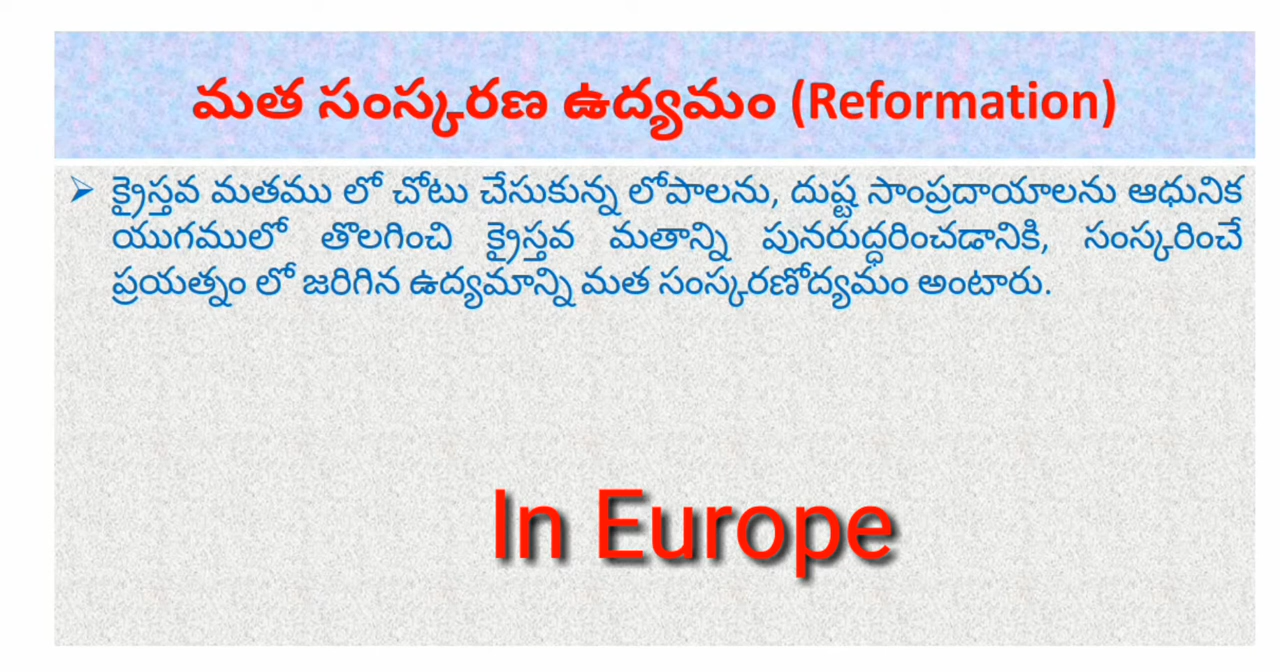 మత సంస్కరణ ఉద్యమం (Reformation)
➢ క్రైస్తవ మతము లో చోటు చేసుకున్న లోపాలను, దుష్ట సాంప్రదాయాలను ఆధునిక
యుగములో తొలగించి క్రైస్తవ మతాన్ని పునరుద్ధరించడానికి, సంస్కరించే
ప్రయత్నం లో జరిగిన ఉద్యమాన్ని మత సంస్కరణోద్యమం అంటారు.
In Europe